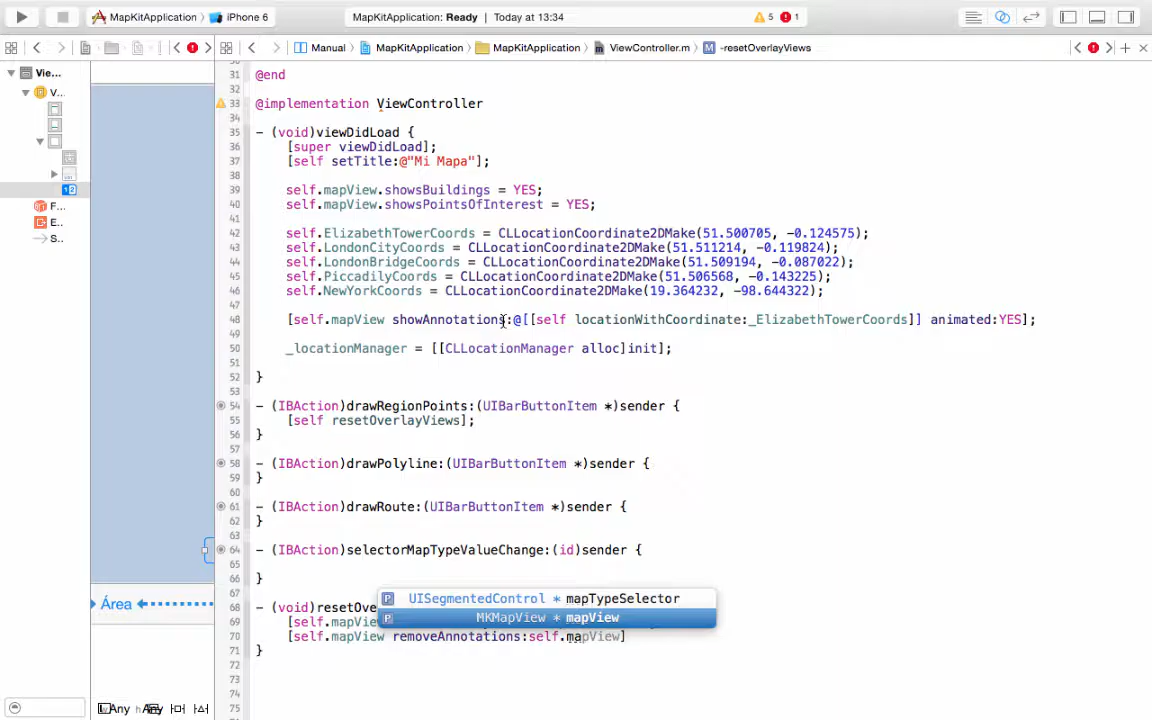 MapKitApplication 〉 iPhone 6
MapKitApplication: Ready | Today at 13:34
5 1
Manual 〉 MapKitApplication 〉 MapKitApplication 〉 ViewController.m 〉 M -resetOverlayViews
Vie...
V...
F...
E...
S...
31 @end
32
33 @implementation ViewController
34
35 - (void)viewDidLoad {
36 [super viewDidLoad];
37 [self setTitle:@"Mi Mapa"];
38
39 self.mapView.showsBuildings = YES;
40 self.mapView.showsPointsOfInterest = YES;
41
42 self.ElizabethTowerCoords = CLLocationCoordinate2DMake(51.500705, -0.124575);
43 self.LondonCityCoords = CLLocationCoordinate2DMake(51.511214, -0.119824);
44 self.LondonBridgeCoords = CLLocationCoordinate2DMake(51.509194, -0.087022);
45 self.PiccadilyCoords = CLLocationCoordinate2DMake(51.506568, -0.143225);
46 self.NewYorkCoords = CLLocationCoordinate2DMake(19.364232, -98.644322);
47
48 [self.mapView showAnnotations:@[[self locationWithCoordinate:_ElizabethTowerCoords]] animated:YES];
49
50 _locationManager = [[CLLocationManager alloc]init];
51
52 }
53
54 - (IBAction)drawRegionPoints:(UIBarButtonItem *)sender {
55 [self resetOverlayViews];
56 }
57
58 - (IBAction)drawPolyline:(UIBarButtonItem *)sender {
59 }
60
61 - (IBAction)drawRoute:(UIBarButtonItem *)sender {
62 }
63
64 - (IBAction)selectorMapTypeValueChange:(id)sender {
65
66 }
67
P UISegmentedControl * mapTypeSelector
68 - (void)resetOve
P MKMapView * mapView
69 [self.mapVie
70 [self.mapView removeAnnotations:self.mapView]
71 }
72
73
74
75
Área
wAny hAny